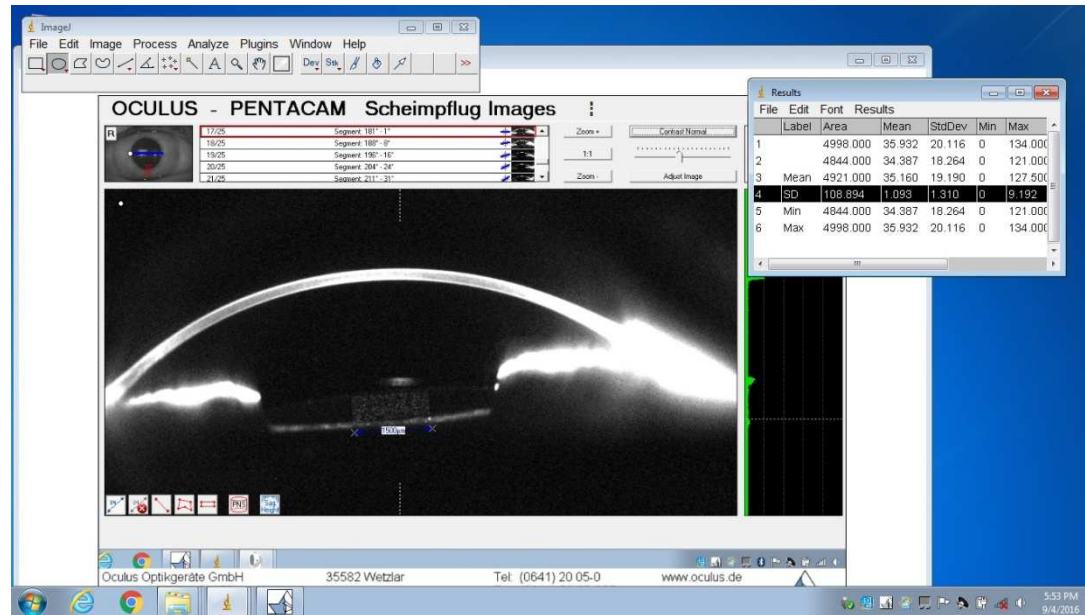 ImageJ
File Edit Image Process Analyze Plugins Window Help
Dev Stk >>
OCULUS - PENTACAM Scheimpflug Images
R
17/25 Segment: 181° - 1°
18/25 Segment: 188° - 8°
19/25 Segment: 196° - 16°
20/25 Segment: 204° - 24°
21/25 Segment: 211° - 31°
Zoom +
1:1
Zoom -
Contrast Normal
Adjust Image
Results
File Edit Font Results
Label Area Mean StdDev Min Max
1 4998.000 35.932 20.116 0 134.000
2 4844.000 34.387 18.264 0 121.000
3 Mean 4921.000 35.160 19.190 0 127.500
4 SD 108.894 1.093 1.310 0 9.192
5 Min 4844.000 34.387 18.264 0 121.000
6 Max 4998.000 35.932 20.116 0 134.000
1500µm
PNS
Sag. Height
Oculus Optikgeräte GmbH 35582 Wetzlar Tel: (0641) 20 05-0 www.oculus.de
5:53 PM
9/4/2016